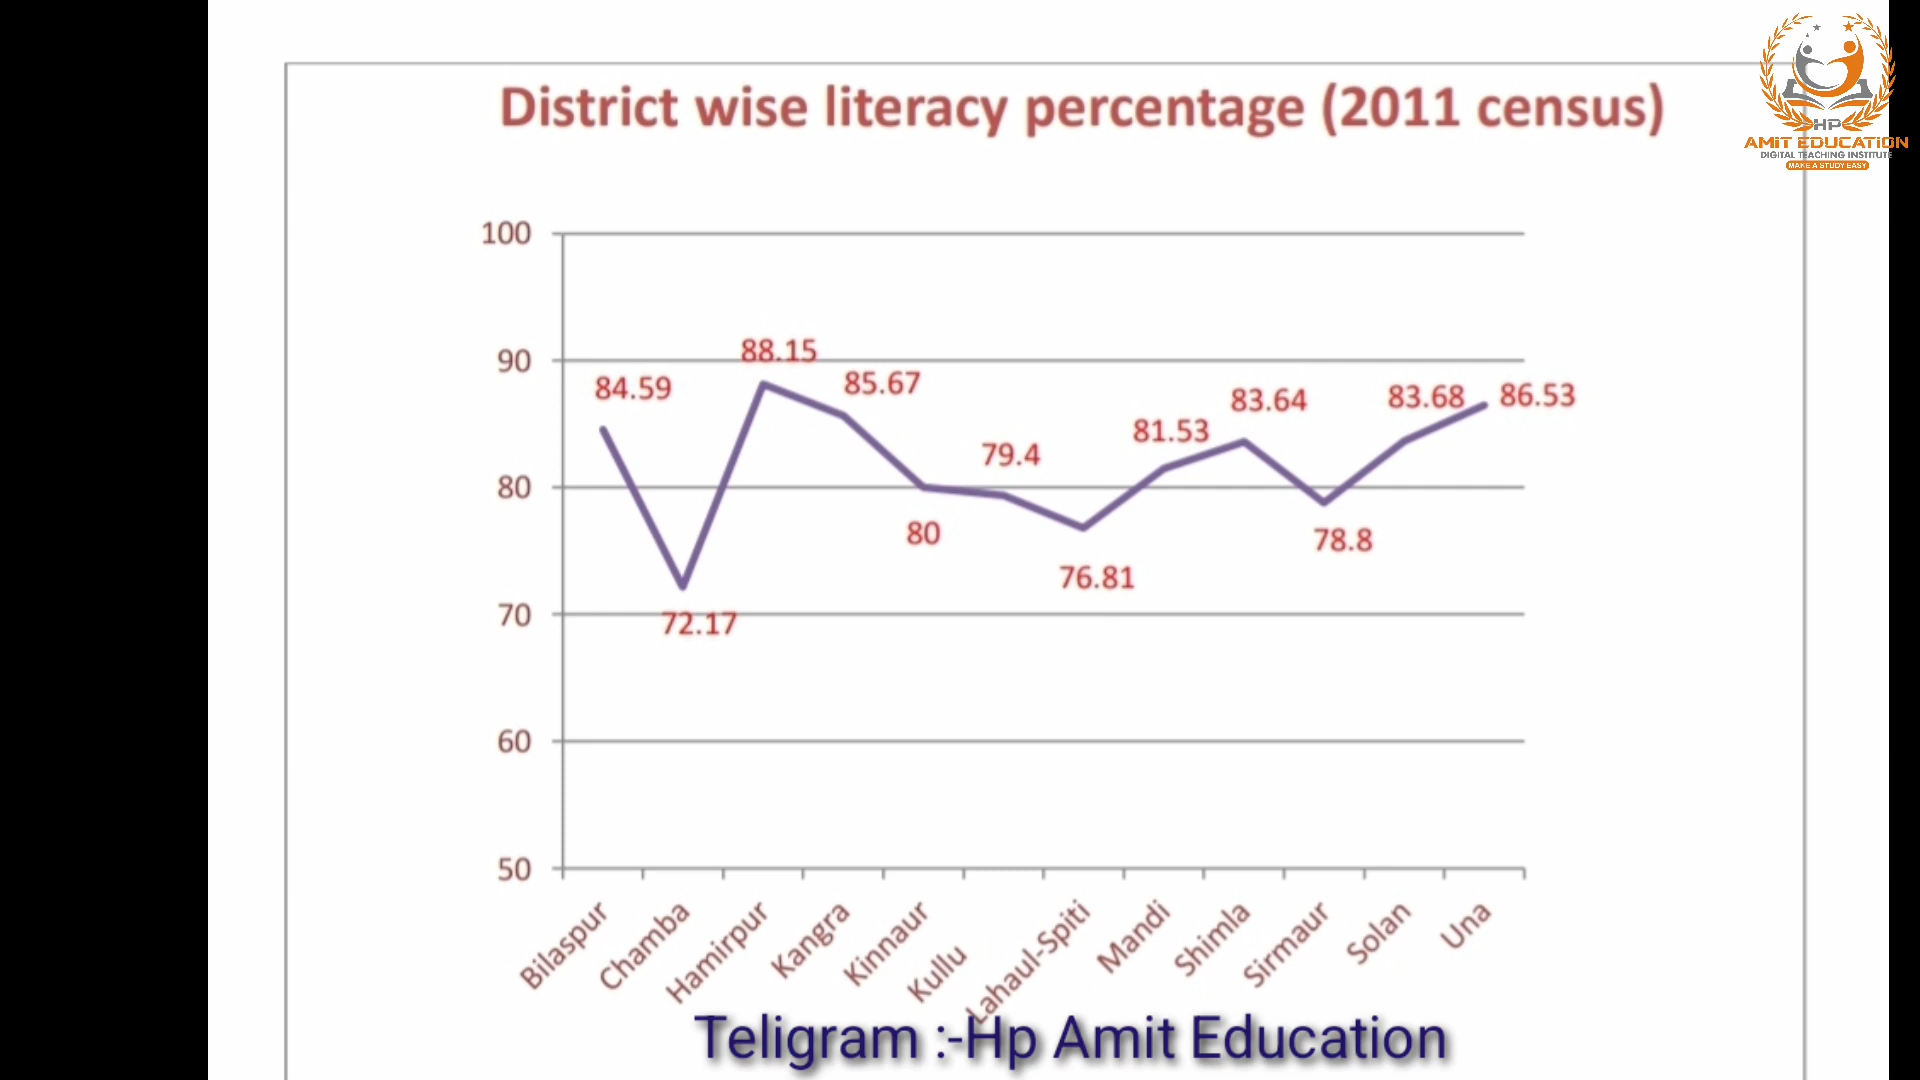 HP
AMIT EDUCATION
DIGITAL TEACHING INSTITUTE
MAKE A STUDY EASY
District wise literacy percentage (2011 census)
100
90
80
70
60
50
84.59
72.17
88.15
85.67
80
79.4
76.81
81.53
83.64
78.8
83.68
86.53
Bilaspur
Chamba
Hamirpur
Kangra
Kinnaur
Kullu
Lahaul-Spiti
Mandi
Shimla
Sirmaur
Solan
Una
Teligram :-Hp Amit Education